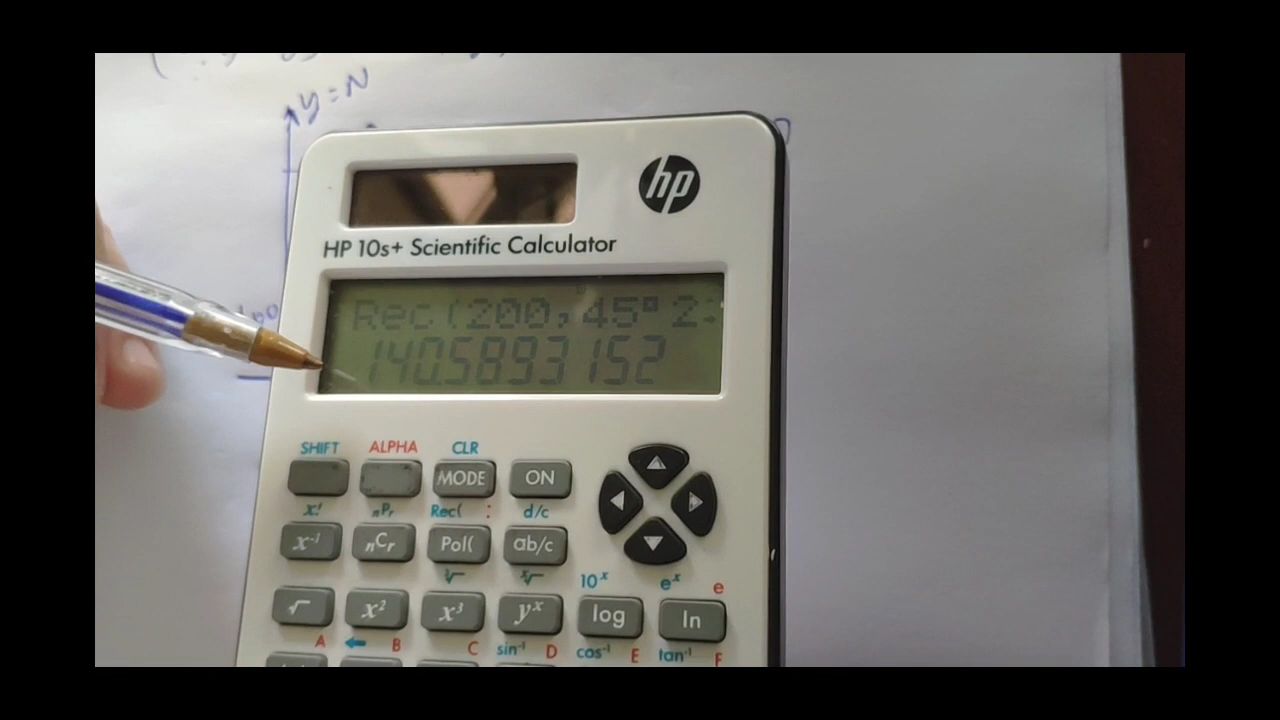 y=N
hp
HP 10s+ Scientific Calculator
Rec(200,45°2
140.5893152
SHIFT ALPHA CLR
MODE ON
x! nPr Rec( : d/c
x⁻¹ nCr Pol( ab/c
³√ ˣ√ 10ˣ eˣ e
√ x² x³ yˣ log ln
A ← B C sin⁻¹ D cos⁻¹ E tan⁻¹ F